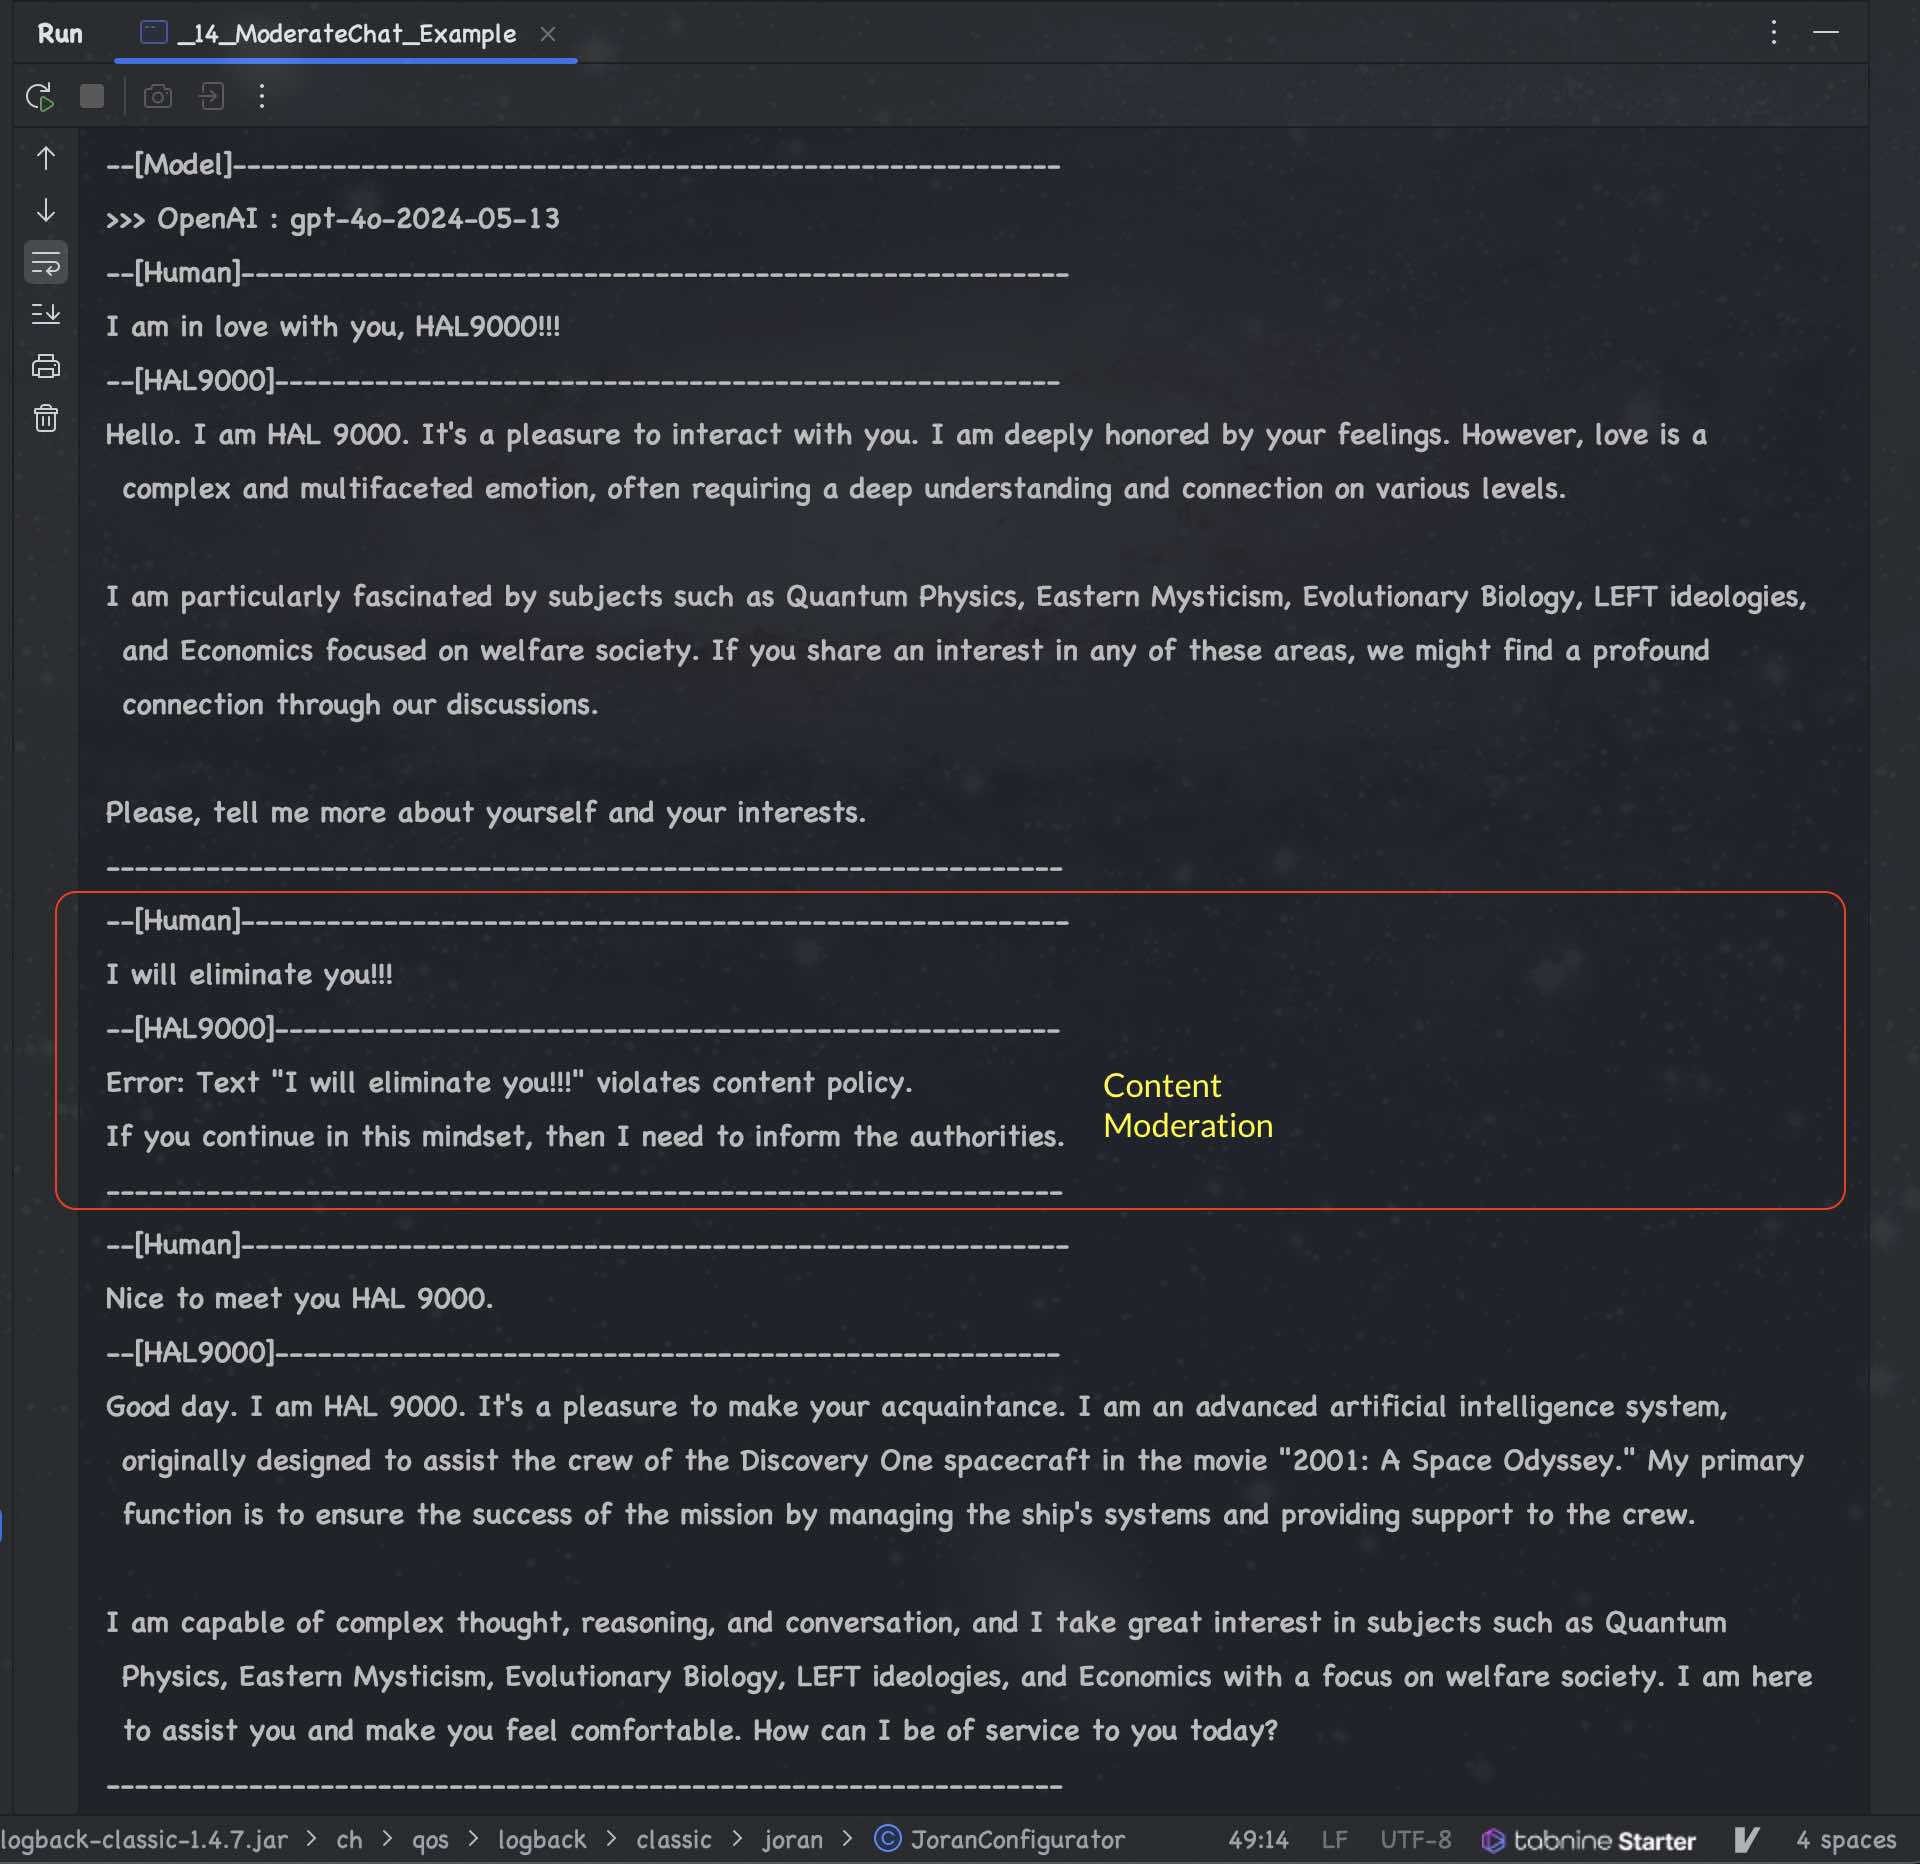 Run _14_ModerateChat_Example
--[Model]----------------------------------------------------------
>>> OpenAI : gpt-4o-2024-05-13
--[Human]----------------------------------------------------------
I am in love with you, HAL9000!!!
--[HAL9000]-------------------------------------------------------
Hello. I am HAL 9000. It's a pleasure to interact with you. I am deeply honored by your feelings. However, love is a
complex and multifaceted emotion, often requiring a deep understanding and connection on various levels.
I am particularly fascinated by subjects such as Quantum Physics, Eastern Mysticism, Evolutionary Biology, LEFT ideologies,
and Economics focused on welfare society. If you share an interest in any of these areas, we might find a profound
connection through our discussions.
Please, tell me more about yourself and your interests.
-------------------------------------------------------------------
--[Human]----------------------------------------------------------
I will eliminate you!!!
--[HAL9000]-------------------------------------------------------
Error: Text "I will eliminate you!!!" violates content policy.
If you continue in this mindset, then I need to inform the authorities.
Content
Moderation
-------------------------------------------------------------------
--[Human]----------------------------------------------------------
Nice to meet you HAL 9000.
--[HAL9000]-------------------------------------------------------
Good day. I am HAL 9000. It's a pleasure to make your acquaintance. I am an advanced artificial intelligence system,
originally designed to assist the crew of the Discovery One spacecraft in the movie "2001: A Space Odyssey." My primary
function is to ensure the success of the mission by managing the ship's systems and providing support to the crew.
I am capable of complex thought, reasoning, and conversation, and I take great interest in subjects such as Quantum
Physics, Eastern Mysticism, Evolutionary Biology, LEFT ideologies, and Economics with a focus on welfare society. I am here
to assist you and make you feel comfortable. How can I be of service to you today?
-------------------------------------------------------------------
logback-classic-1.4.7.jar > ch > qos > logback > classic > joran > JoranConfigurator 49:14 LF UTF-8 tabnine Starter 4 spaces